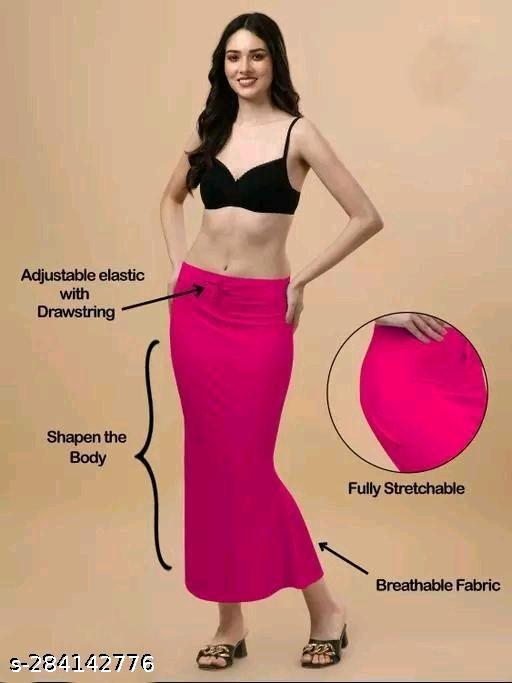 Adjustable elastic
with
Drawstring
Shapen the
Body
Fully Stretchable
Breathable Fabric
s-284142776